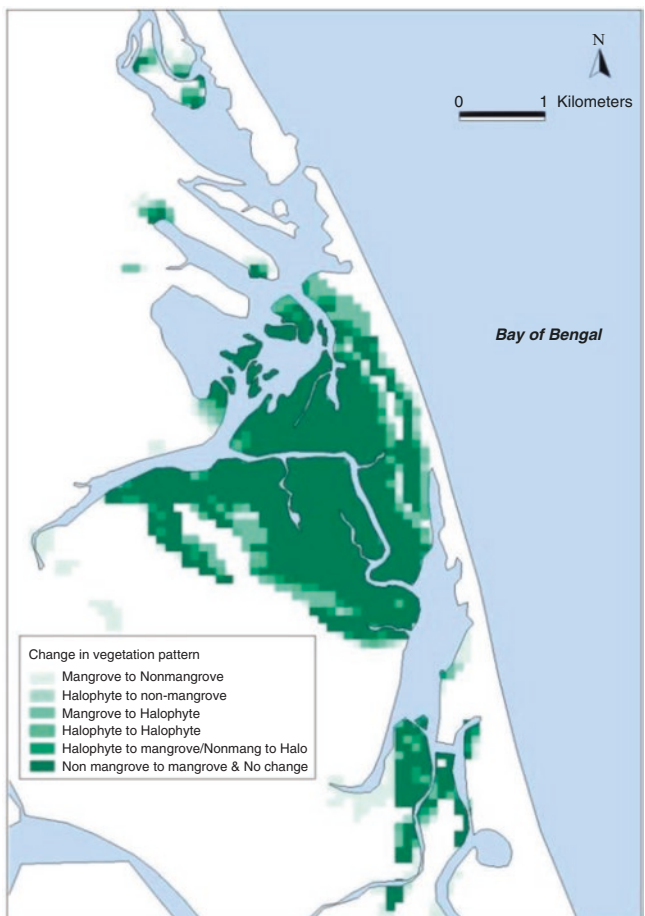 N
0 1 Kilometers
Bay of Bengal
Change in vegetation pattern
Mangrove to Nonmangrove
Halophyte to non-mangrove
Mangrove to Halophyte
Halophyte to Halophyte
Halophyte to mangrove/Nonmang to Halo
Non mangrove to mangrove & No change